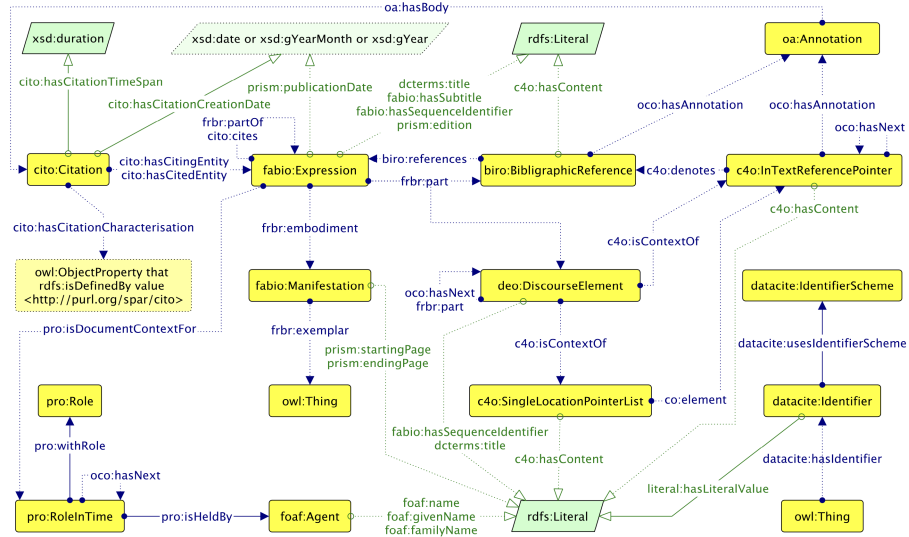 oa:hasBody
xsd:duration
xsd:date or xsd:gYearMonth or xsd:gYear
rdfs:Literal
oa:Annotation
cito:hasCitationTimeSpan
cito:hasCitationCreationDate
prism:publicationDate
dcterms:title
fabio:hasSubtitle
fabio:hasSequenceIdentifier
prism:edition
c4o:hasContent
oco:hasAnnotation
oco:hasAnnotation
frbr:partOf
cito:cites
oco:hasNext
cito:Citation
cito:hasCitingEntity
cito:hasCitedEntity
fabio:Expression
biro:references
frbr:part
biro:BibligraphicReference
c4o:denotes
c4o:InTextReferencePointer
c4o:hasContent
cito:hasCitationCharacterisation
frbr:embodiment
c4o:isContextOf
owl:ObjectProperty that
rdfs:isDefinedBy value
<http://purl.org/spar/cito>
fabio:Manifestation
oco:hasNext
frbr:part
deo:DiscourseElement
datacite:IdentifierScheme
pro:isDocumentContextFor
frbr:exemplar
prism:startingPage
prism:endingPage
c4o:isContextOf
datacite:usesIdentifierScheme
pro:Role
owl:Thing
c4o:SingleLocationPointerList
co:element
datacite:Identifier
pro:withRole
fabio:hasSequenceIdentifier
dcterms:title
c4o:hasContent
datacite:hasIdentifier
oco:hasNext
literal:hasLiteralValue
pro:RoleInTime
pro:isHeldBy
foaf:Agent
foaf:name
foaf:givenName
foaf:familyName
rdfs:Literal
owl:Thing